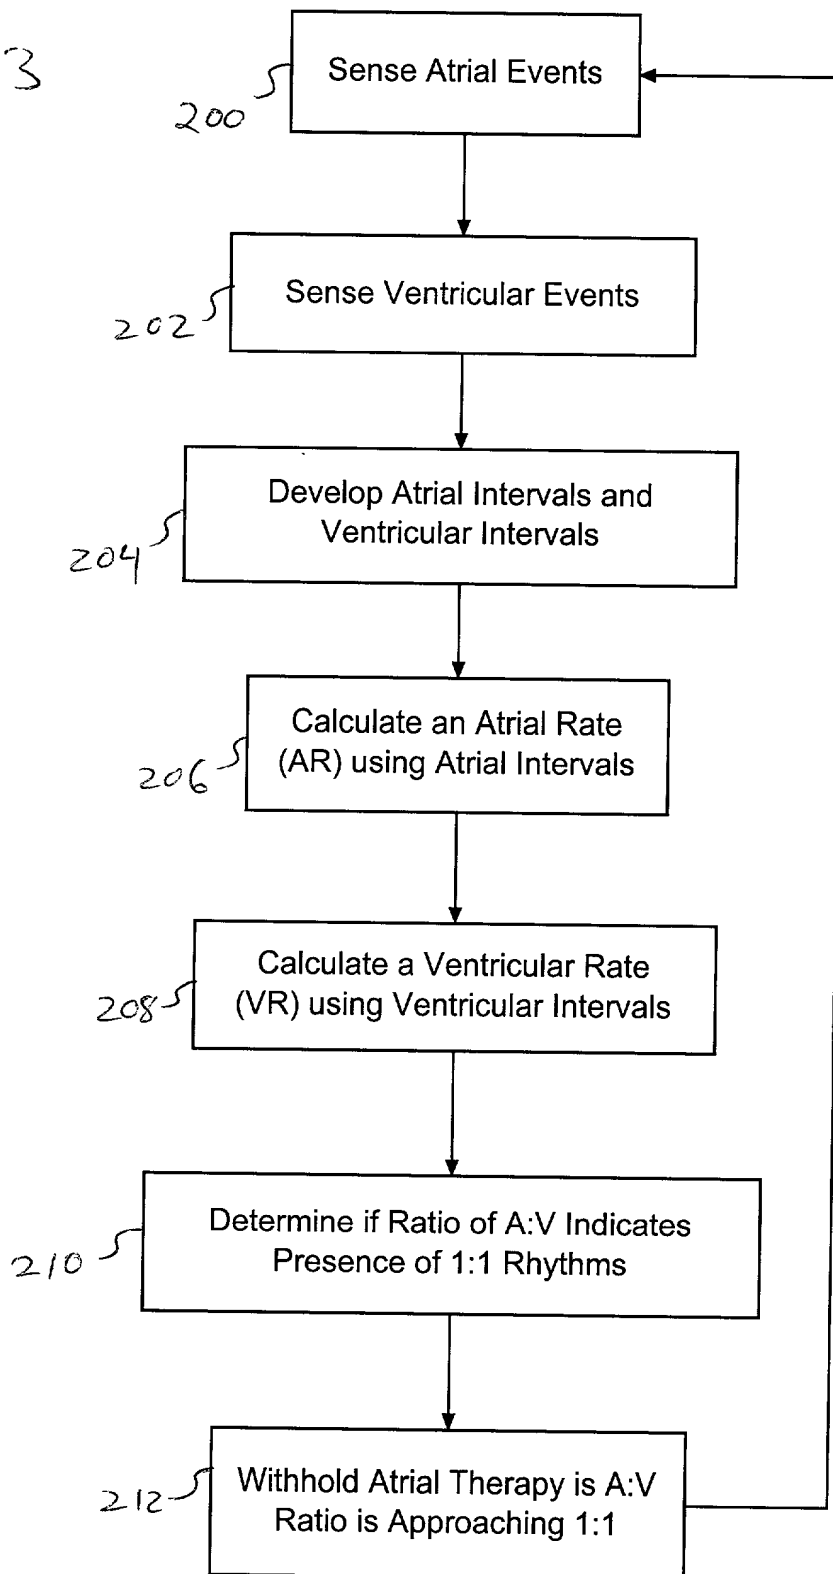 3
Sense Atrial Events
200
Sense Ventricular Events
202
Develop Atrial Intervals and
Ventricular Intervals
204
Calculate an Atrial Rate
(AR) using Atrial Intervals
206
Calculate a Ventricular Rate
(VR) using Ventricular Intervals
208
Determine if Ratio of A:V Indicates
Presence of 1:1 Rhythms
210
Withhold Atrial Therapy is A:V
Ratio is Approaching 1:1
212